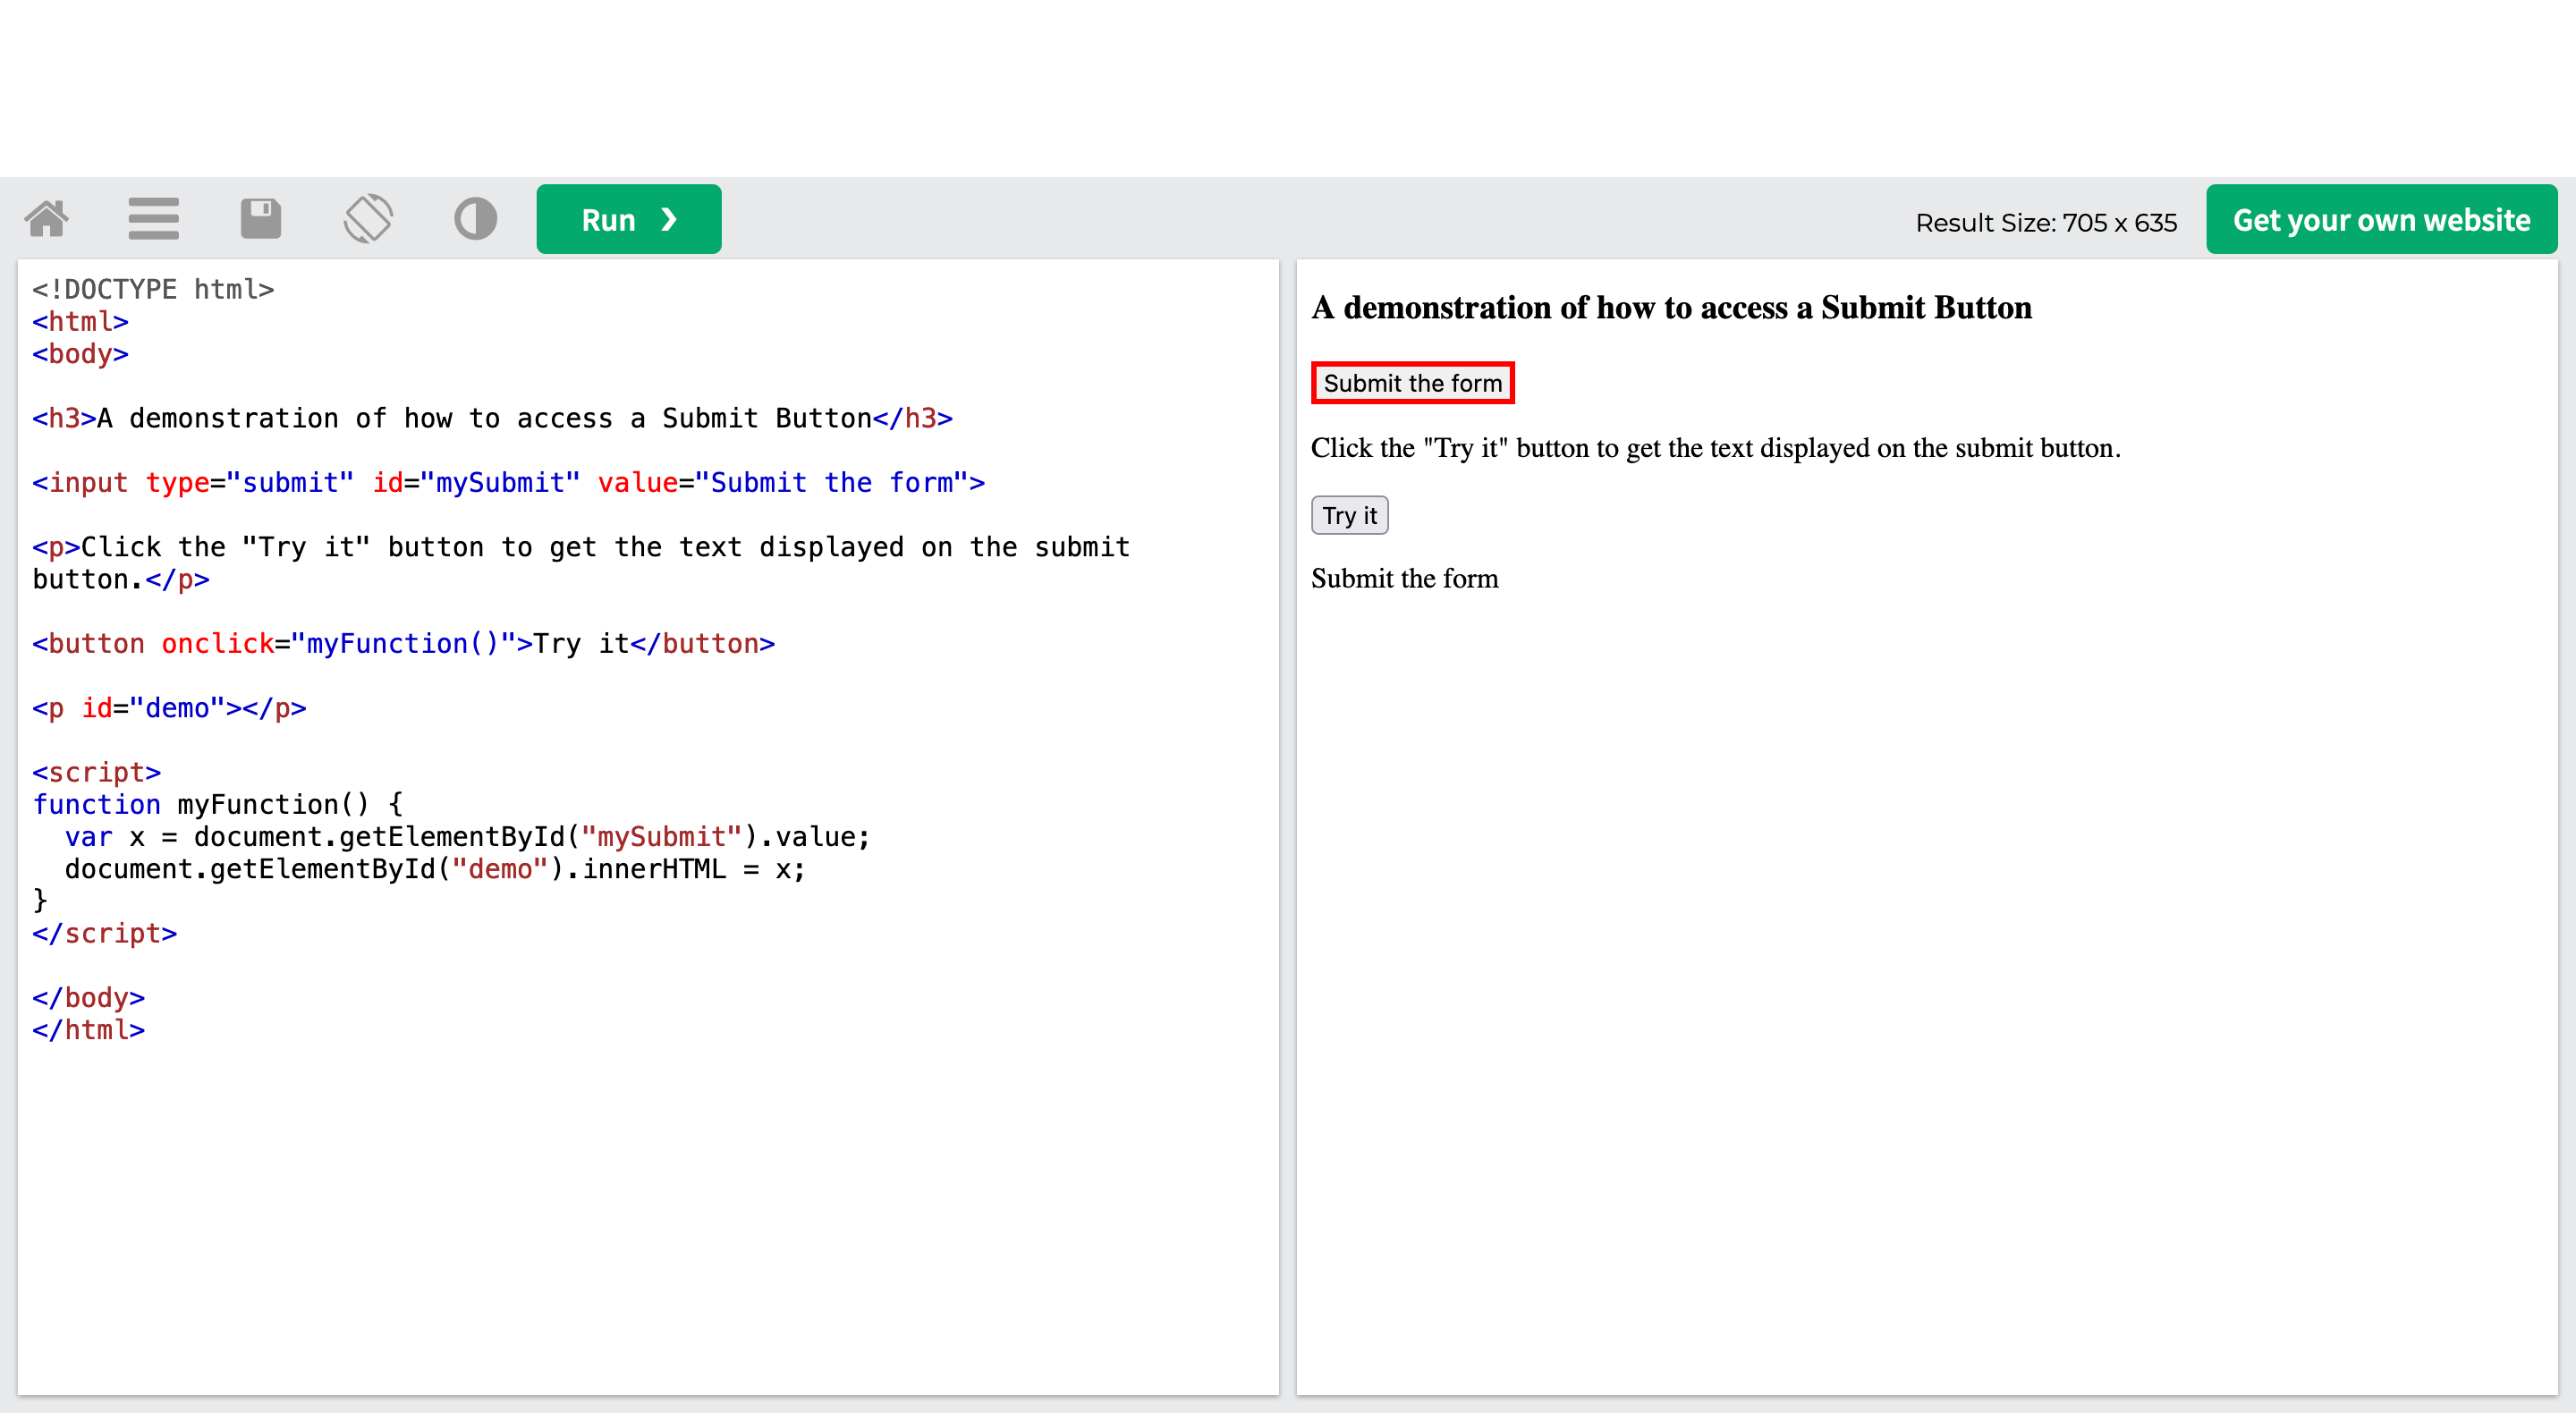 Run ❯
Result Size: 705 x 635
Get your own website
<!DOCTYPE html>
<html>
<body>
<h3>A demonstration of how to access a Submit Button</h3>
<input type="submit" id="mySubmit" value="Submit the form">
<p>Click the "Try it" button to get the text displayed on the submit
button.</p>
<button onclick="myFunction()">Try it</button>
<p id="demo"></p>
<script>
function myFunction() {
  var x = document.getElementById("mySubmit").value;
  document.getElementById("demo").innerHTML = x;
}
</script>
</body>
</html>
A demonstration of how to access a Submit Button
Submit the form
Click the "Try it" button to get the text displayed on the submit button.
Try it
Submit the form